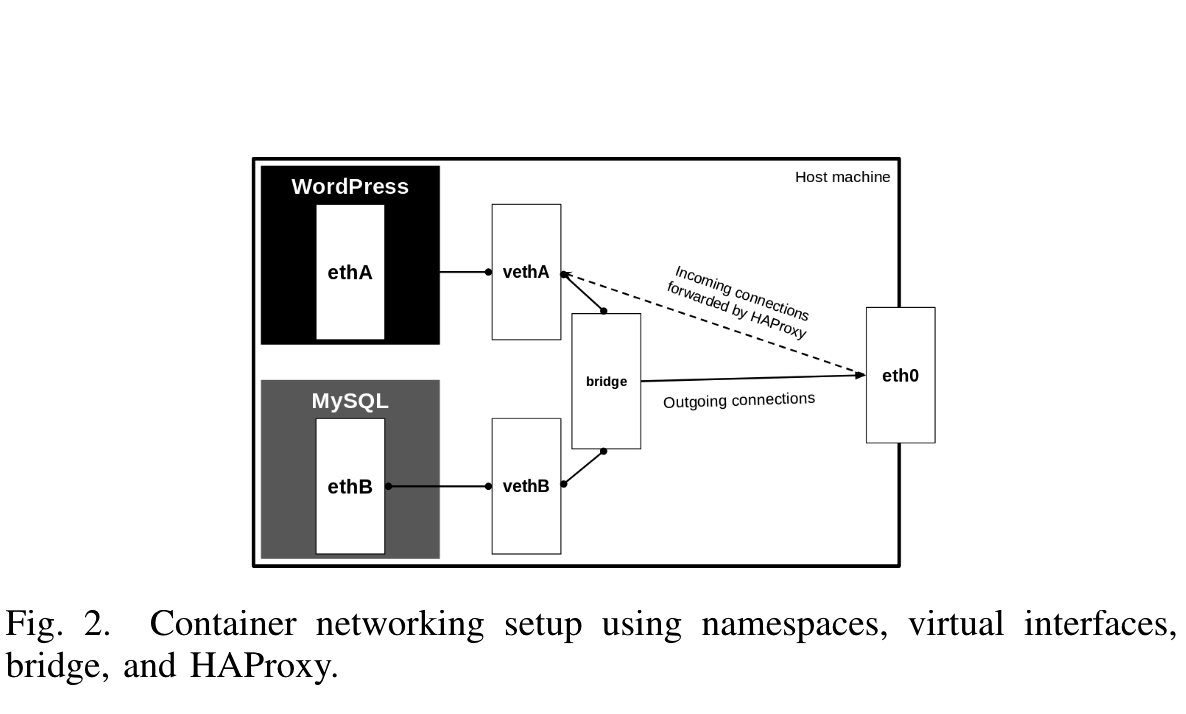 Host machine
WordPress
ethA
vethA
Incoming connections
forwarded by HAProxy
bridge
eth0
Outgoing connections
MySQL
ethB
vethB
Fig. 2. Container networking setup using namespaces, virtual interfaces,
bridge, and HAProxy.